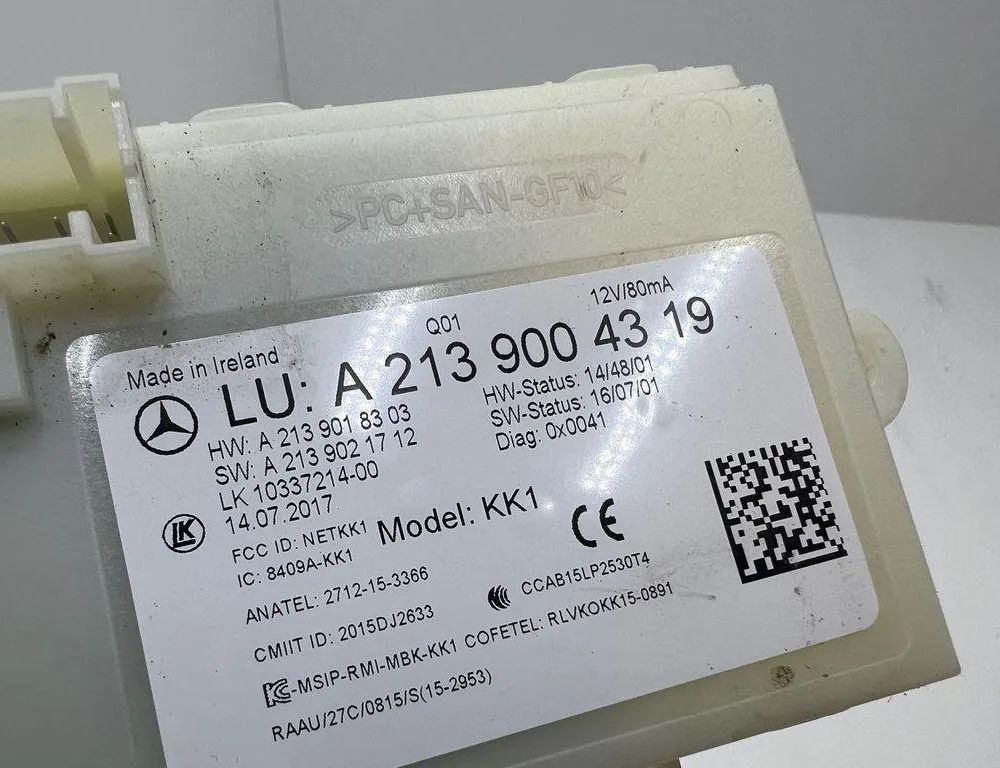 >PC+SAN-GF10<
Q01 12V/80mA
Made in Ireland
LU: A 213 900 43 19
HW: A 213 901 83 03 HW-Status: 14/48/01
SW: A 213 902 17 12 SW-Status: 16/07/01
LK 10337214-00 Diag: 0x0041
14.07.2017
LK
FCC ID: NETKK1 Model: KK1 CE
IC: 8409A-KK1
ANATEL: 2712-15-3366 CCAB15LP2530T4
CMIIT ID: 2015DJ2633
-MSIP-RMI-MBK-KK1 COFETEL: RLVKOKK15-0891
RAAU/27C/0815/S(15-2953)